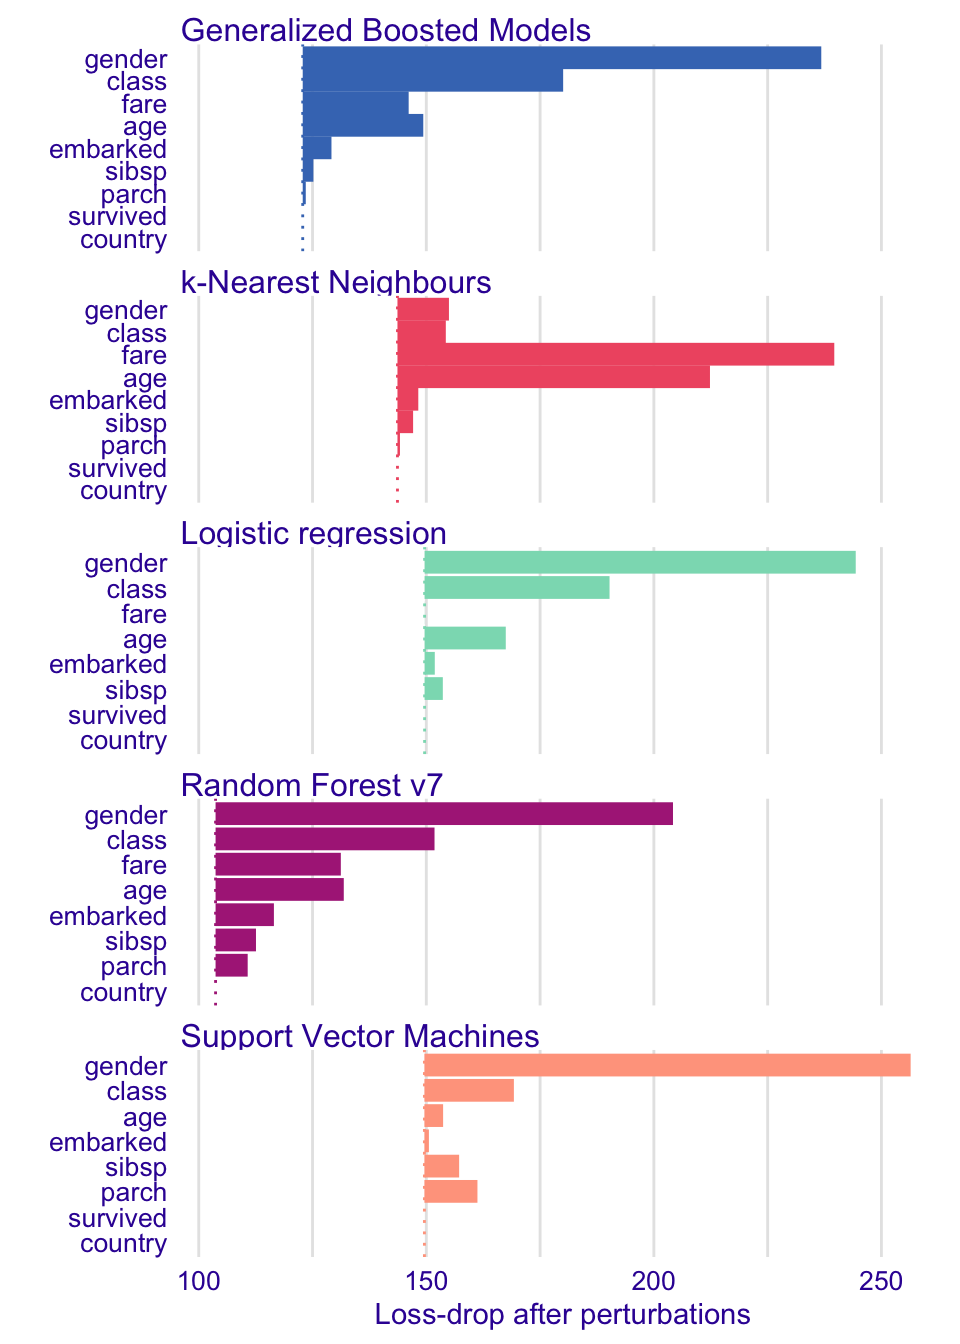 Generalized Boosted Models
gender
class
fare
age
embarked
sibsp
parch
survived
country
k-Nearest Neighbours
gender
class
fare
age
embarked
sibsp
parch
survived
country
Logistic regression
gender
class
fare
age
embarked
sibsp
survived
country
Random Forest v7
gender
class
fare
age
embarked
sibsp
parch
country
Support Vector Machines
gender
class
age
embarked
sibsp
parch
survived
country
100 150 200 250
Loss-drop after perturbations